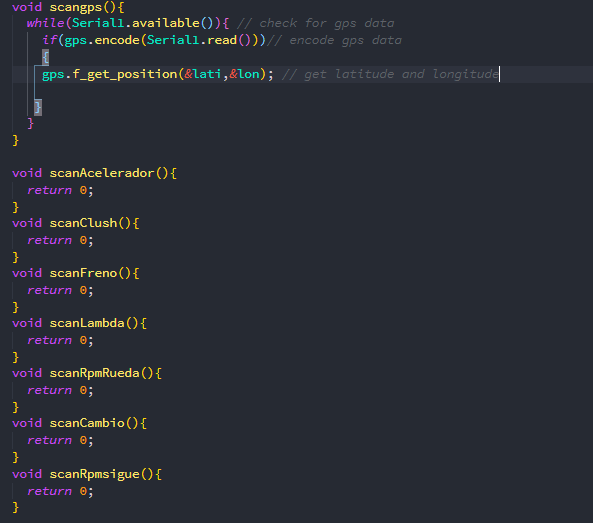 void scangps(){
while(Serial1.available()){ // check for gps data
if(gps.encode(Serial1.read()))// encode gps data
{
gps.f_get_position(&lati,&lon); // get latitude and longitude
}
}
}
void scanAcelerador(){
return 0;
}
void scanClush(){
return 0;
}
void scanFreno(){
return 0;
}
void scanLambda(){
return 0;
}
void scanRpmRueda(){
return 0;
}
void scanCambio(){
return 0;
}
void scanRpmsigue(){
return 0;
}